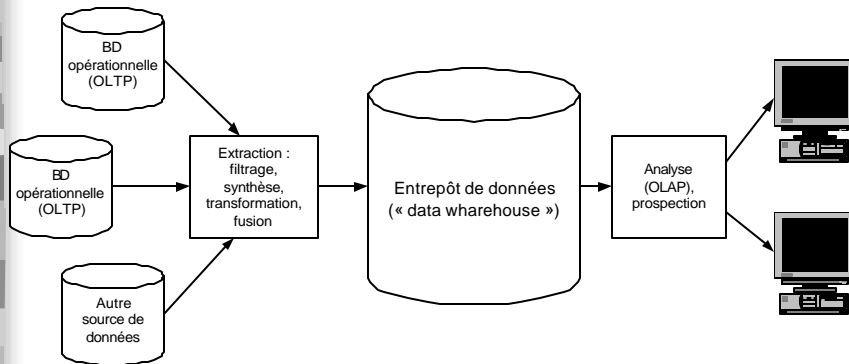 BD
opérationnelle
(OLTP)
BD
opérationnelle
(OLTP)
Autre
source de
données
Extraction :
filtrage,
synthèse,
transformation,
fusion
Entrepôt de données
(« data wharehouse »)
Analyse
(OLAP),
prospection